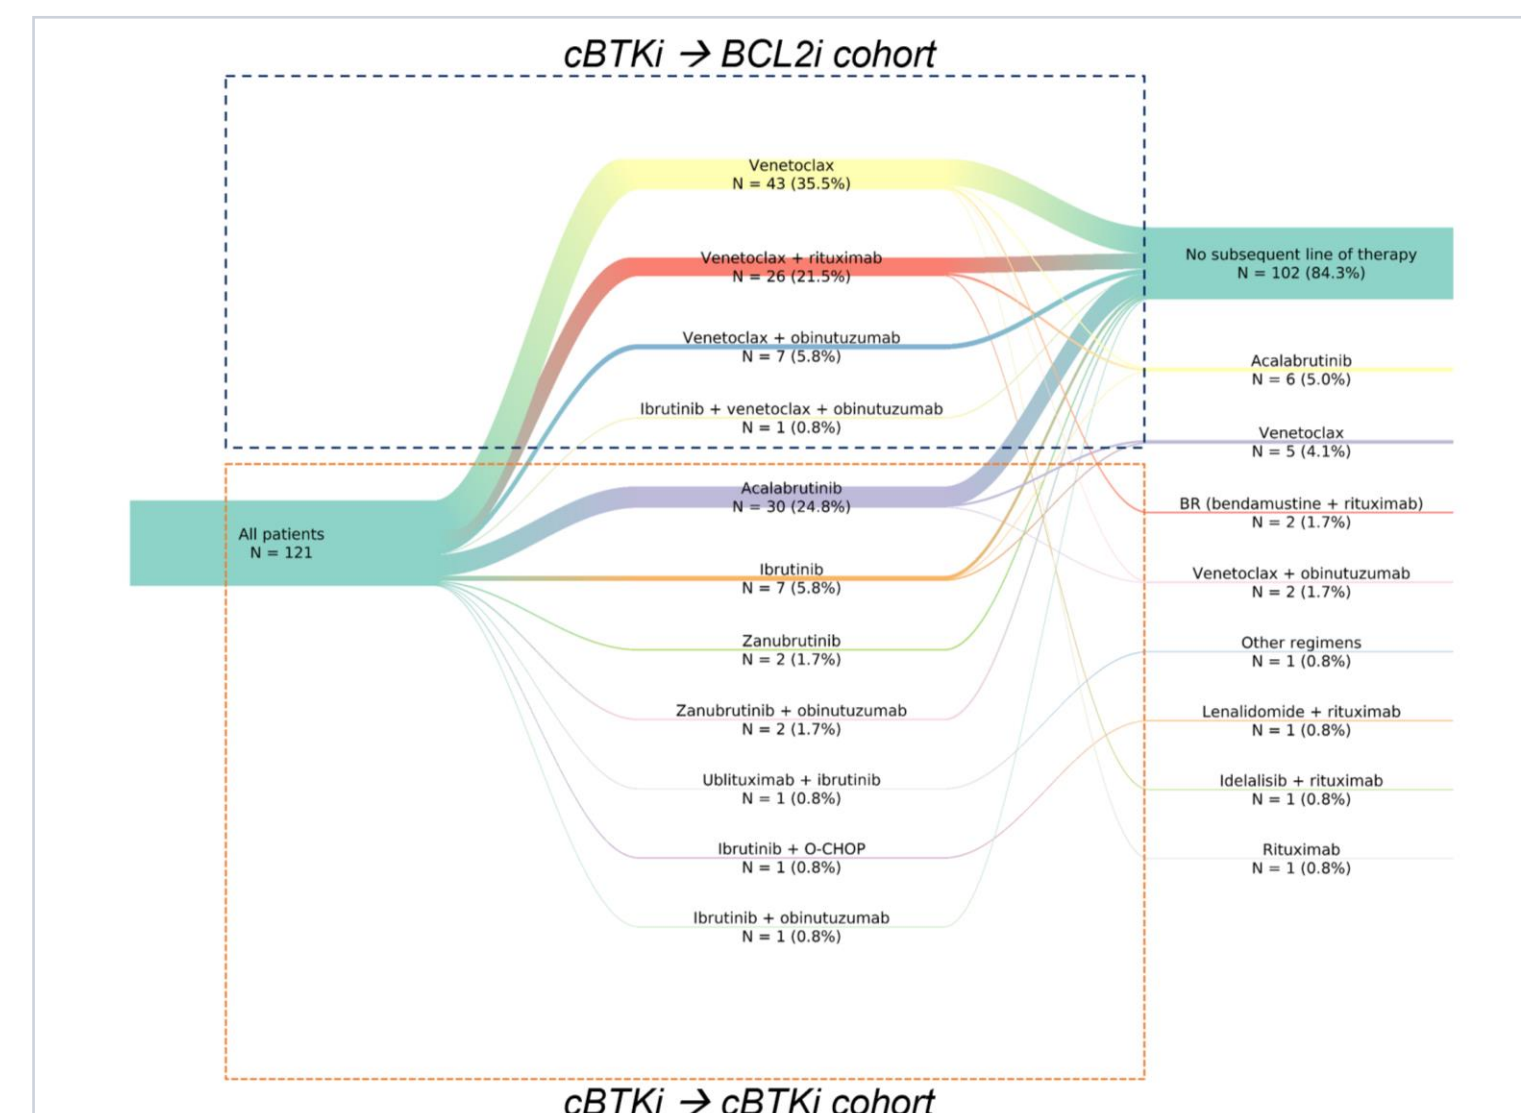 cBTKi → BCL2i cohort
Venetoclax
N = 43 (35.5%)
Venetoclax + rituximab
N = 26 (21.5%)
Venetoclax + obinutuzumab
N = 7 (5.8%)
Ibrutinib + venetoclax + obinutuzumab
N = 1 (0.8%)
All patients
N = 121
Acalabrutinib
N = 30 (24.8%)
Ibrutinib
N = 7 (5.8%)
Zanubrutinib
N = 2 (1.7%)
Zanubrutinib + obinutuzumab
N = 2 (1.7%)
Ublituximab + ibrutinib
N = 1 (0.8%)
Ibrutinib + O-CHOP
N = 1 (0.8%)
Ibrutinib + obinutuzumab
N = 1 (0.8%)
No subsequent line of therapy
N = 102 (84.3%)
Acalabrutinib
N = 6 (5.0%)
Venetoclax
N = 5 (4.1%)
BR (bendamustine + rituximab)
N = 2 (1.7%)
Venetoclax + obinutuzumab
N = 2 (1.7%)
Other regimens
N = 1 (0.8%)
Lenalidomide + rituximab
N = 1 (0.8%)
Idelalisib + rituximab
N = 1 (0.8%)
Rituximab
N = 1 (0.8%)
cBTKi → cBTKi cohort